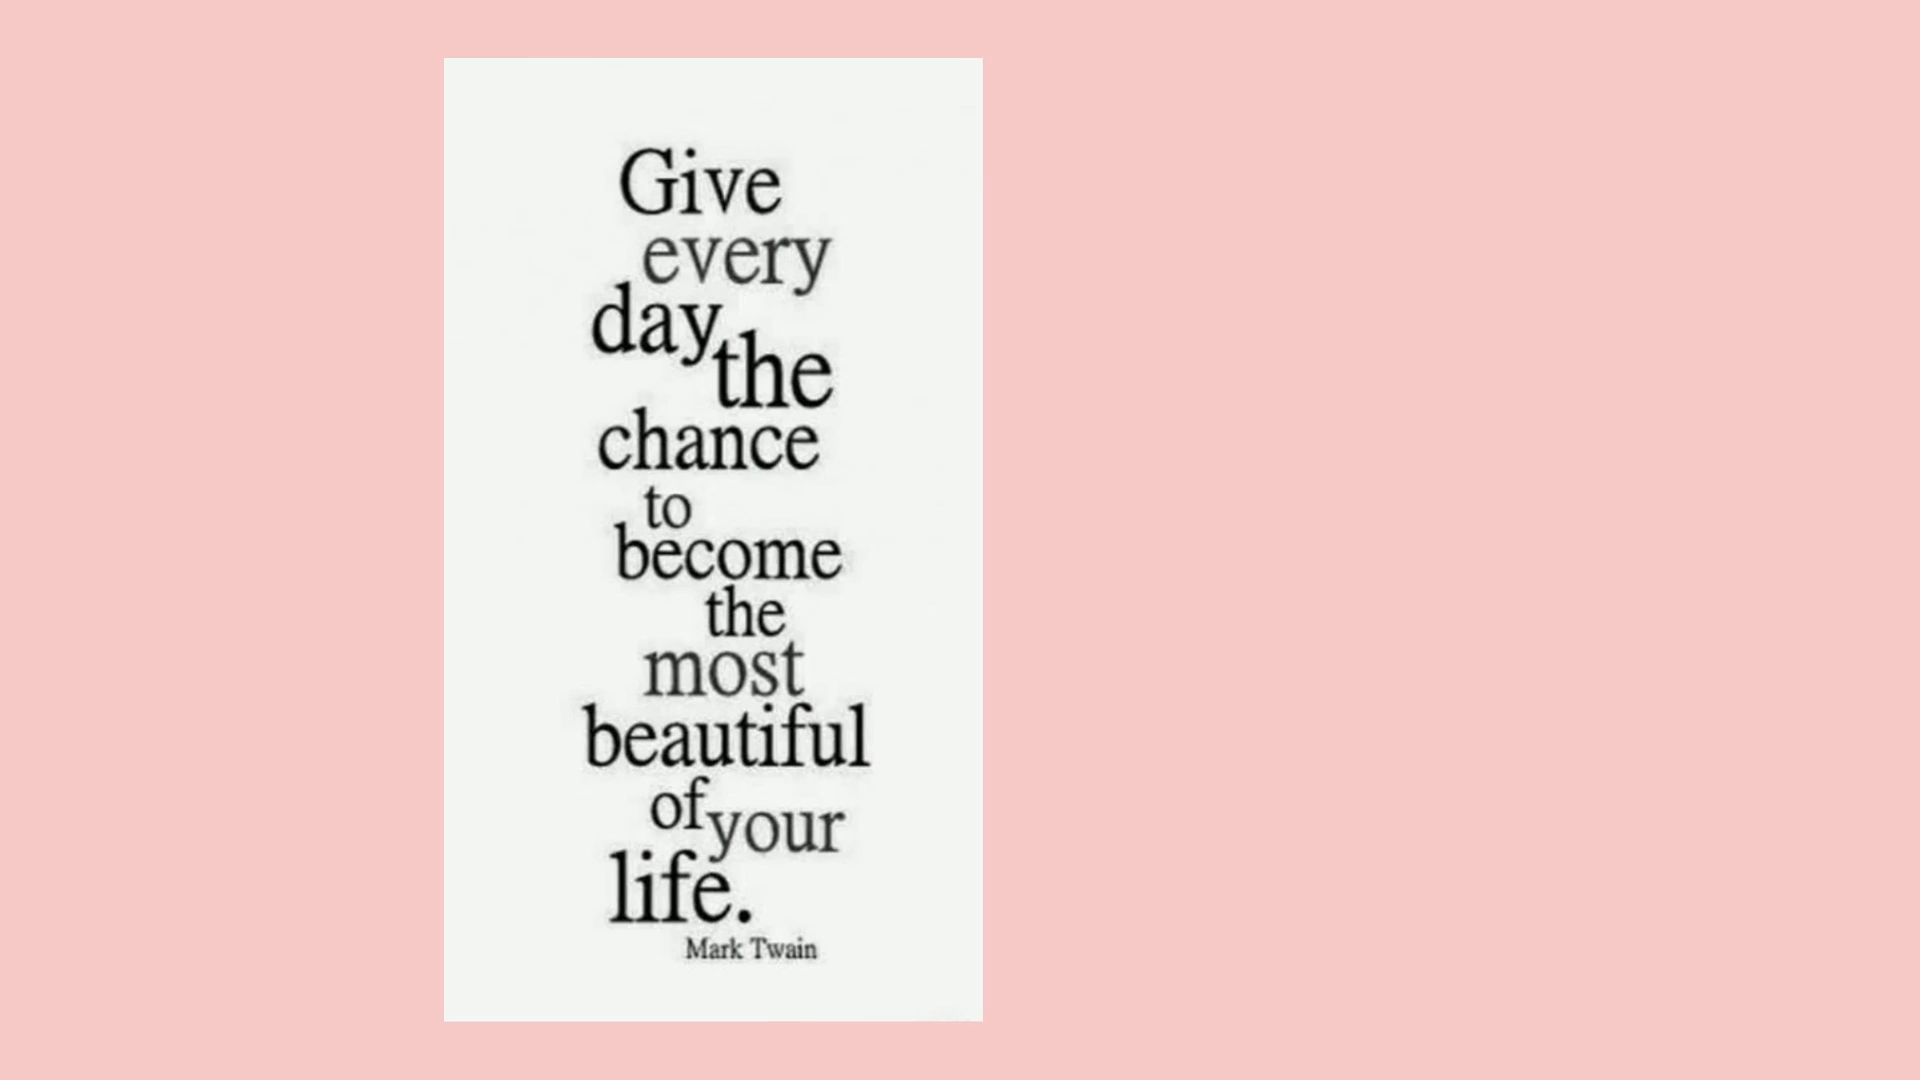 Give
every
day the
chance
to
become
the
most
beautiful
of your
life.
Mark Twain